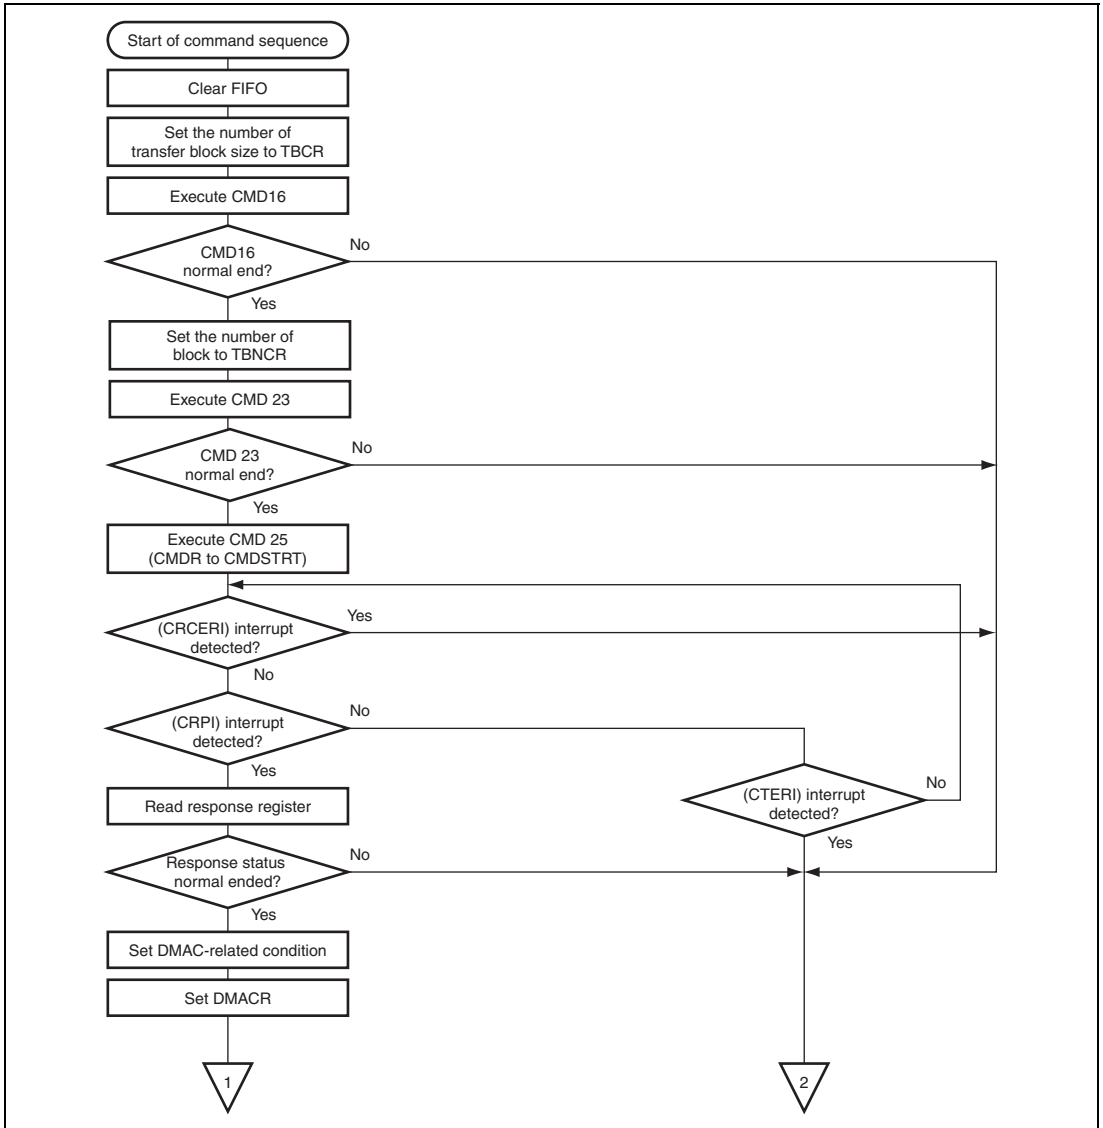 Start of command sequence
Clear FIFO
Set the number of
transfer block size to TBCR
Execute CMD16
CMD16
normal end?
No
Yes
Set the number of
block to TBNCR
Execute CMD 23
CMD 23
normal end?
No
Yes
Execute CMD 25
(CMDR to CMDSTRT)
(CRCERI) interrupt
detected?
Yes
No
(CRPI) interrupt
detected?
No
Yes
(CTERI) interrupt
detected?
No
Yes
Read response register
Response status
normal ended?
No
Yes
Set DMAC-related condition
Set DMACR
1
2